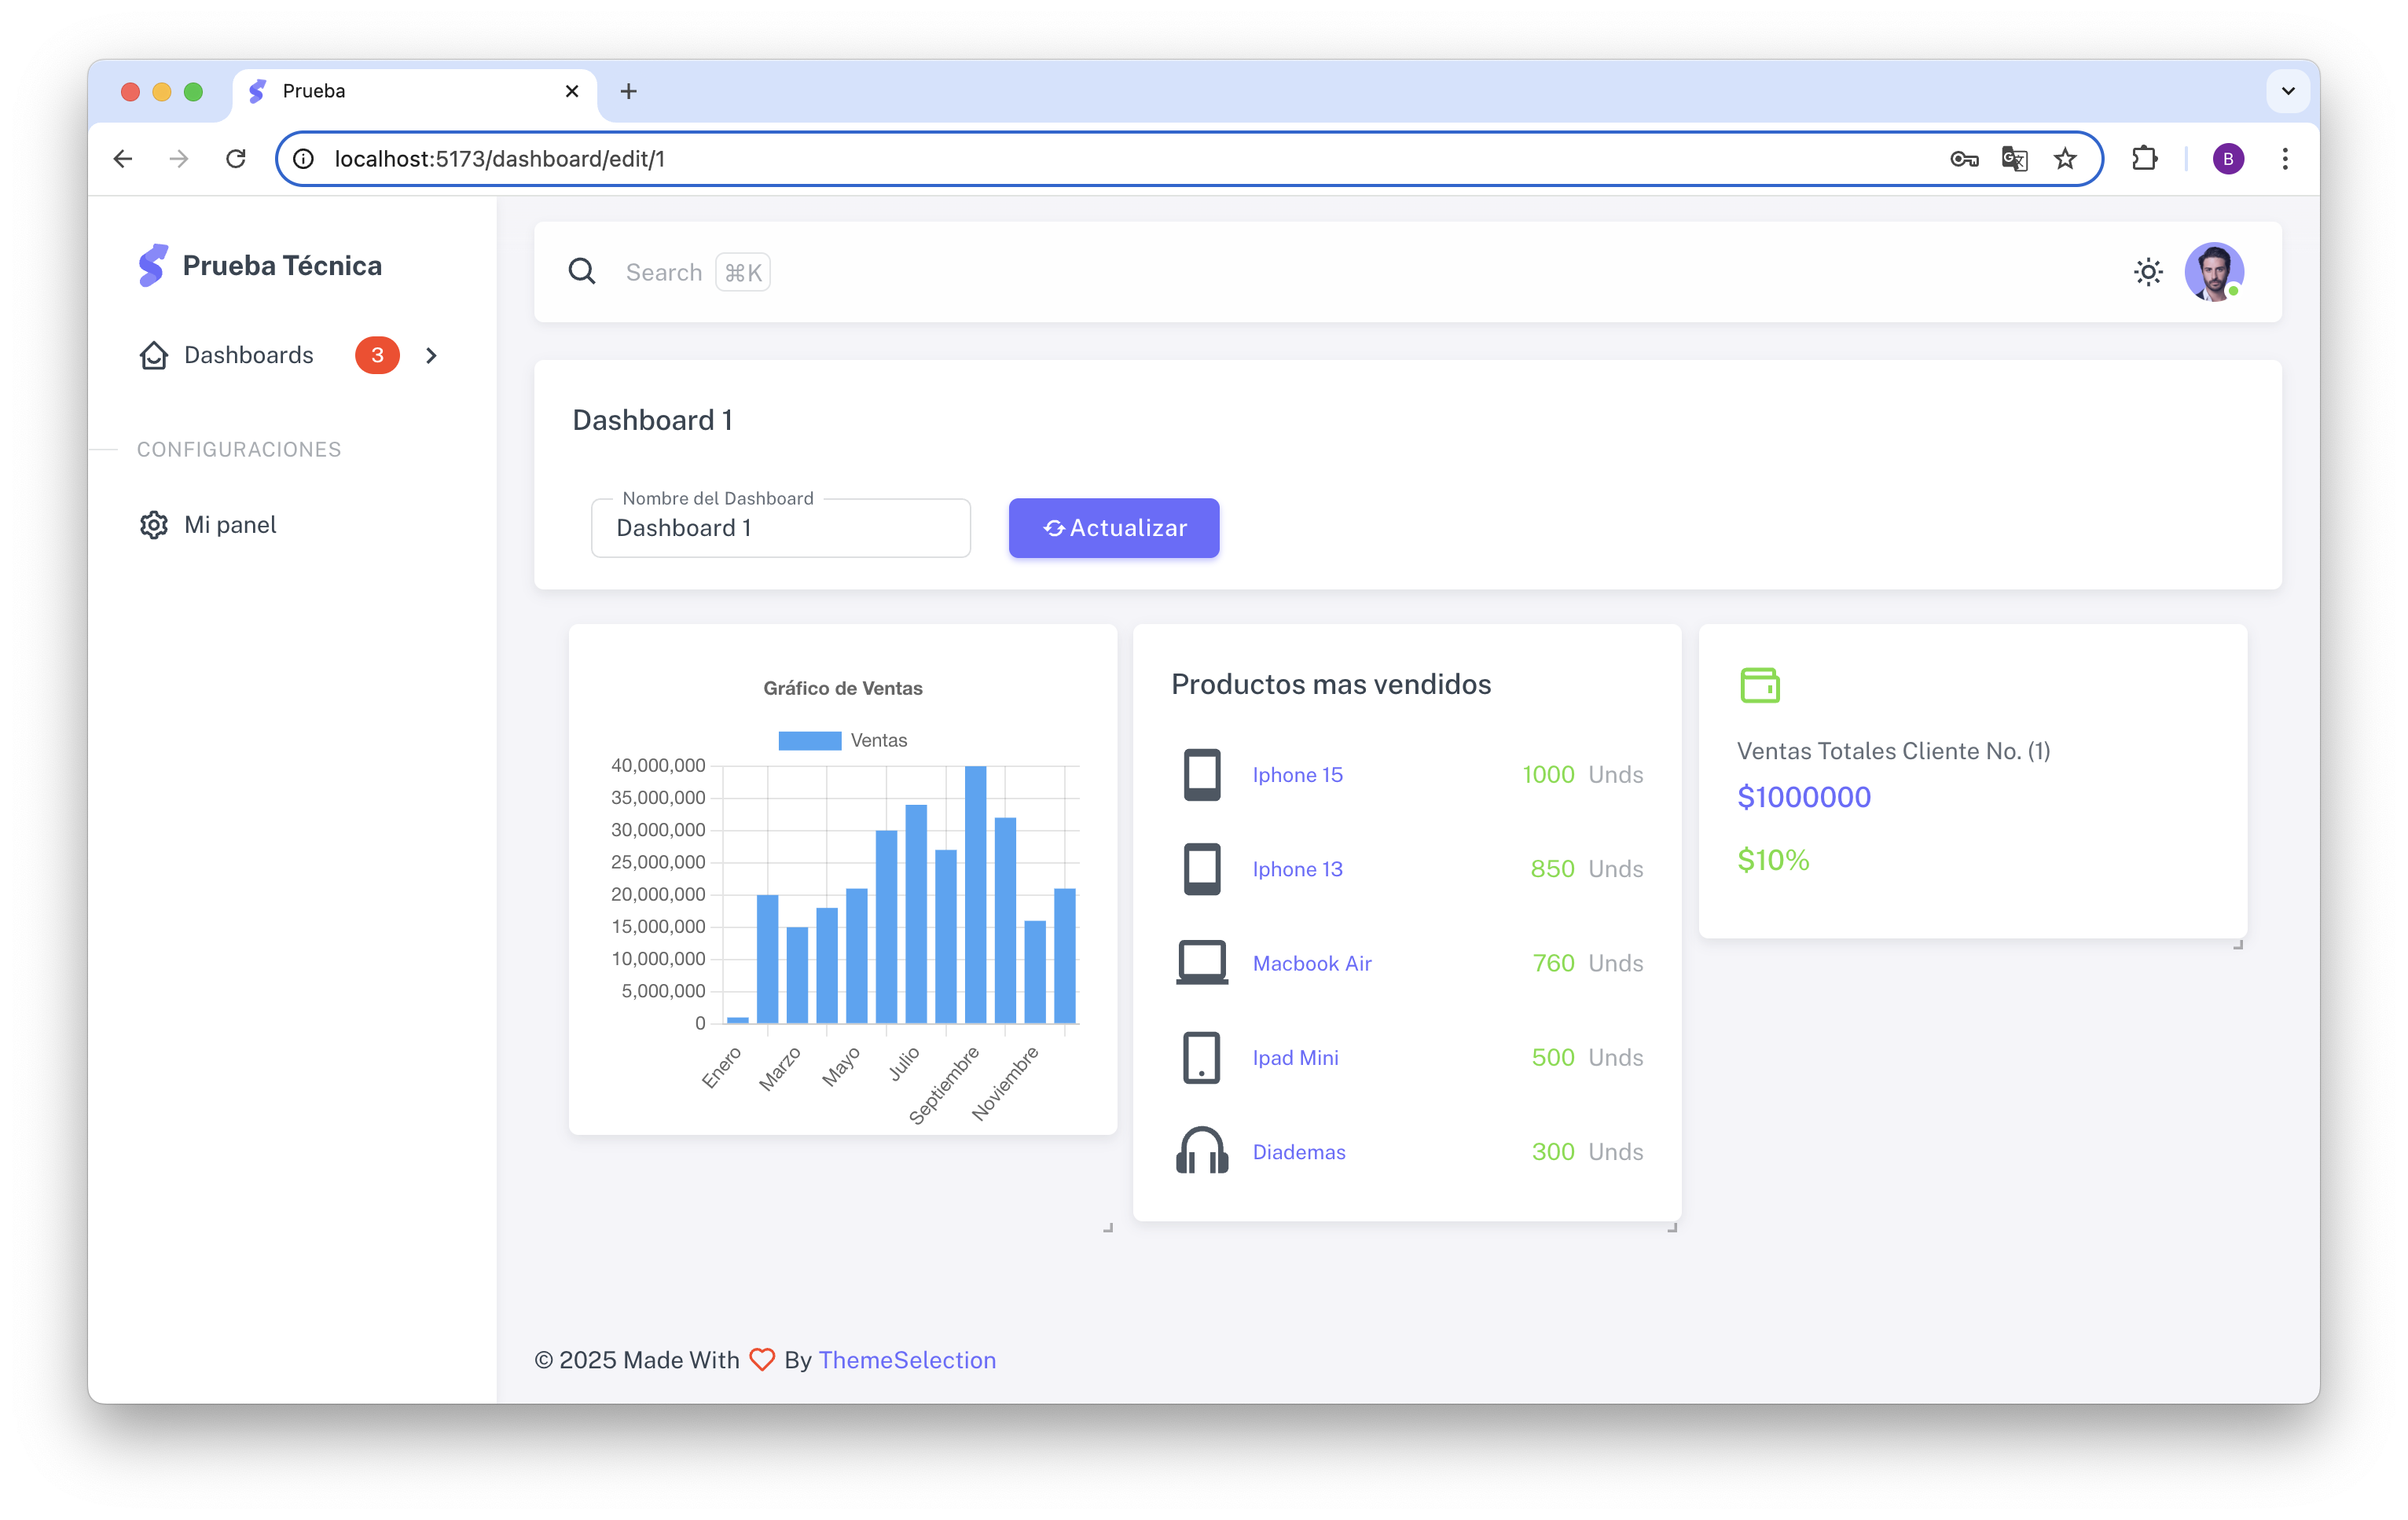 Prueba
localhost:5173/dashboard/edit/1
B
Prueba Técnica
Dashboards 3
CONFIGURACIONES
Mi panel
Search ⌘K
Dashboard 1
Nombre del Dashboard
Dashboard 1
Actualizar
Gráfico de Ventas
Ventas
40,000,000
35,000,000
30,000,000
25,000,000
20,000,000
15,000,000
10,000,000
5,000,000
0
Enero
Marzo
Mayo
Julio
Septiembre
Noviembre
Productos mas vendidos
Iphone 15 1000 Unds
Iphone 13 850 Unds
Macbook Air 760 Unds
Ipad Mini 500 Unds
Diademas 300 Unds
Ventas Totales Cliente No. (1)
$1000000
$10%
© 2025 Made With By ThemeSelection